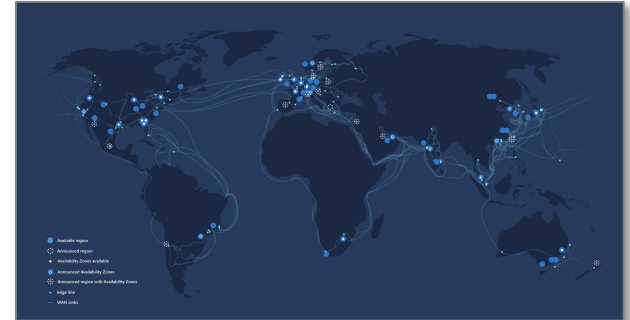 Available region
Announced region
Availability Zones available
Announced Availability Zones
Announced region with Availability Zones
Edge Site
WAN Links